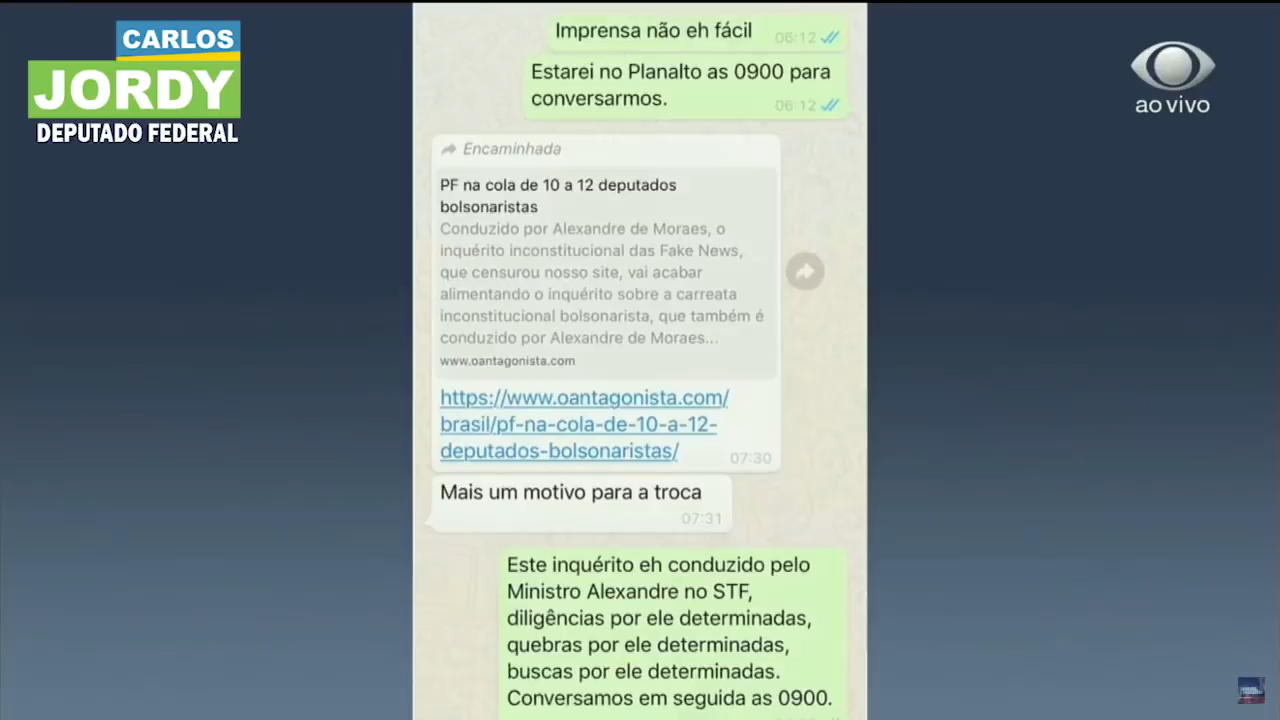 CARLOS
JORDY
DEPUTADO FEDERAL
ao vivo
Imprensa não eh fácil
06:12
Estarei no Planalto as 0900 para
conversarmos.
06:12
Encaminhada
PF na cola de 10 a 12 deputados
bolsonaristas
Conduzido por Alexandre de Moraes, o
inquérito inconstitucional das Fake News,
que censurou nosso site, vai acabar
alimentando o inquérito sobre a carreata
inconstitucional bolsonarista, que também é
conduzido por Alexandre de Moraes...
www.oantagonista.com
https://www.oantagonista.com/
brasil/pf-na-cola-de-10-a-12-
deputados-bolsonaristas/
07:30
Mais um motivo para a troca
07:31
Este inquérito eh conduzido pelo
Ministro Alexandre no STF,
diligências por ele determinadas,
quebras por ele determinadas,
buscas por ele determinadas.
Conversamos em seguida as 0900.